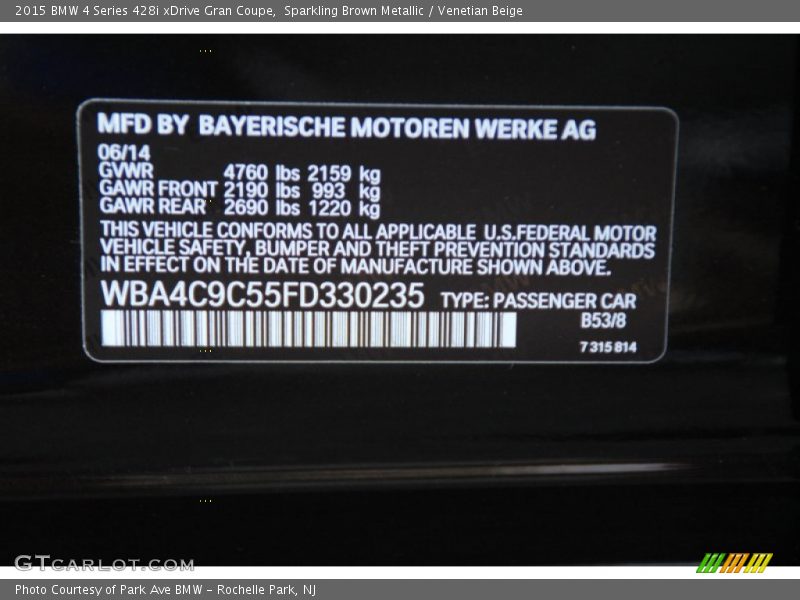 2015 BMW 4 Series 428i xDrive Gran Coupe,  Sparkling Brown Metallic / Venetian Beige
MFD BY BAYERISCHE MOTOREN WERKE AG
06/14
GVWR 4760 lbs 2159 kg
GAWR FRONT 2190 lbs 993 kg
GAWR REAR 2690 lbs 1220 kg
THIS VEHICLE CONFORMS TO ALL APPLICABLE U.S.FEDERAL MOTOR
VEHICLE SAFETY, BUMPER AND THEFT PREVENTION STANDARDS
IN EFFECT ON THE DATE OF MANUFACTURE SHOWN ABOVE.
WBA4C9C55FD330235 TYPE: PASSENGER CAR
B53/8
7 315 814
GTCARLOT.COM
Photo Courtesy of Park Ave BMW - Rochelle Park, NJ